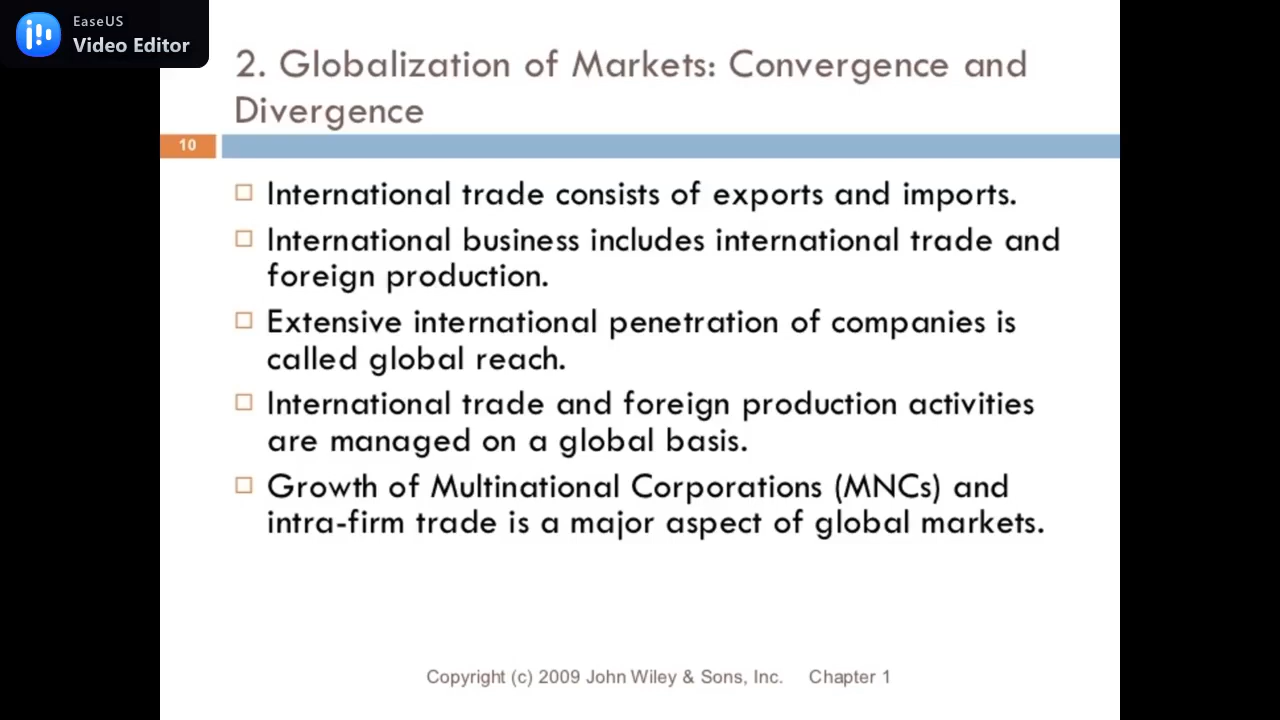 EaseUS
Video Editor
2. Globalization of Markets: Convergence and
Divergence
10
International trade consists of exports and imports.
International business includes international trade and
foreign production.
Extensive international penetration of companies is
called global reach.
International trade and foreign production activities
are managed on a global basis.
Growth of Multinational Corporations (MNCs) and
intra-firm trade is a major aspect of global markets.
Copyright (c) 2009 John Wiley & Sons, Inc. Chapter 1